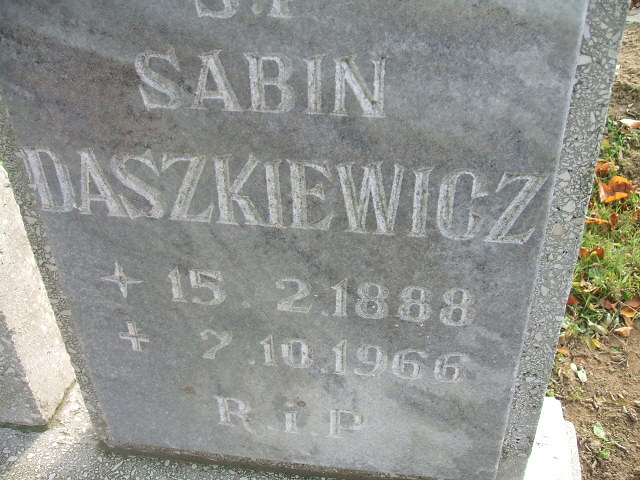 S.P
SABIN
DASZKIEWICZ
15.2.1888
7.10.1966
R.i.P